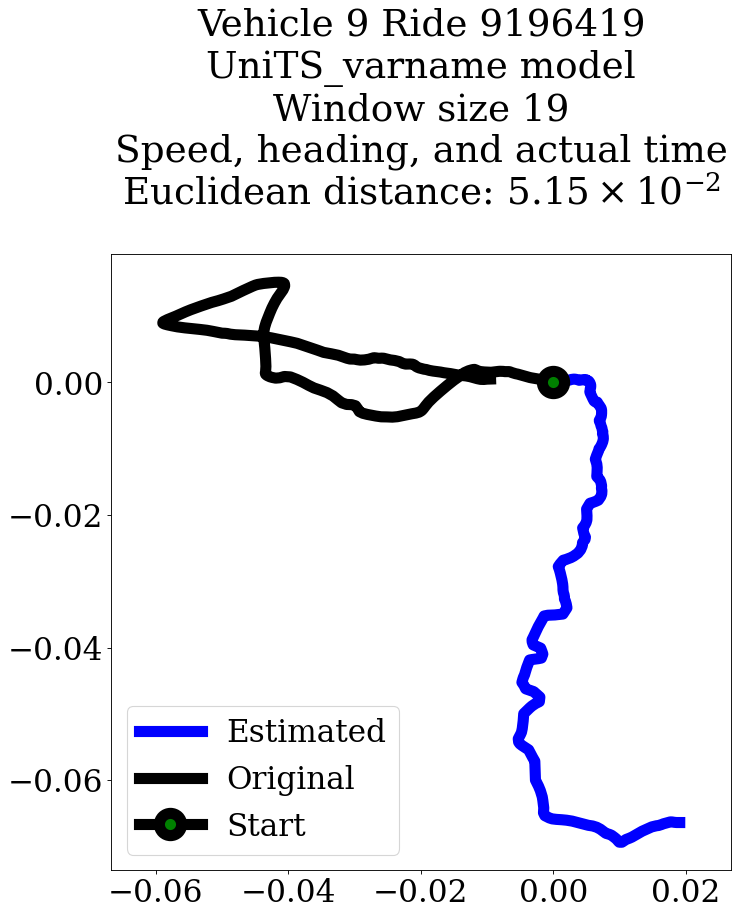 Vehicle 9 Ride 9196419
UniTS_varname model
Window size 19
Speed, heading, and actual time
Euclidean distance: 5.15 × 10⁻²
0.00
−0.02
−0.04
−0.06
Estimated
Original
Start
−0.06 −0.04 −0.02 0.00 0.02